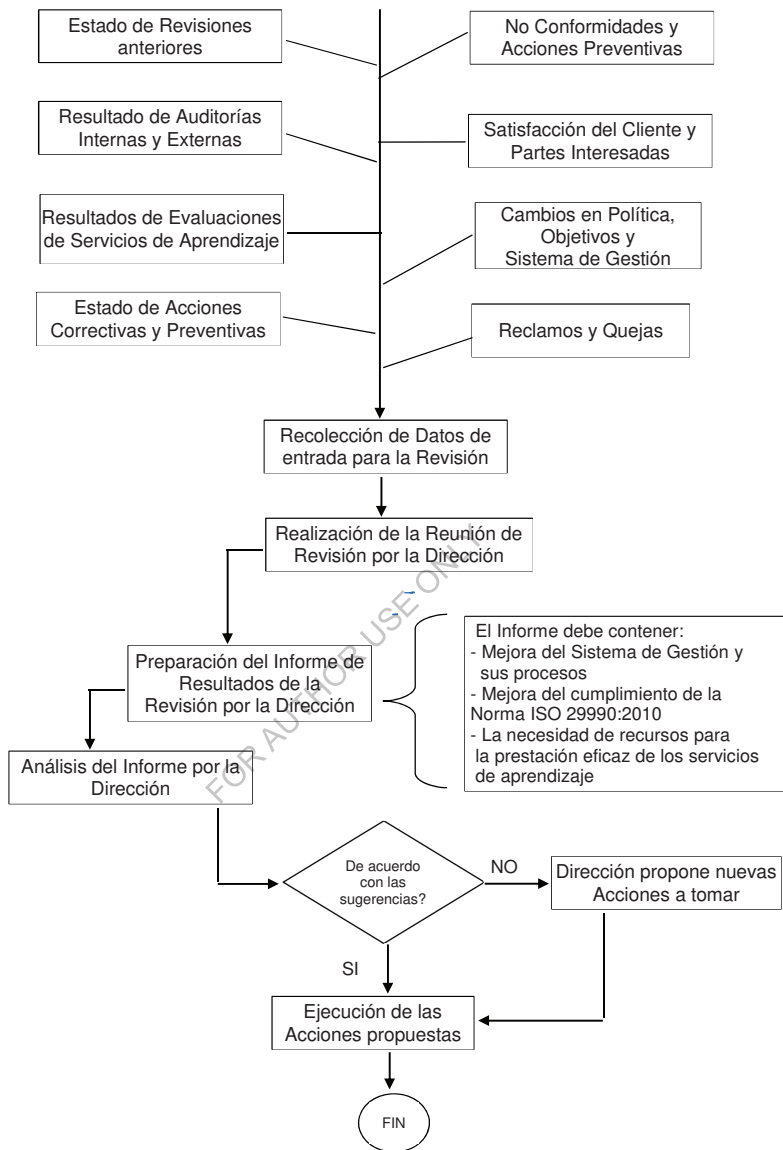 Estado de Revisiones
anteriores
No Conformidades y
Acciones Preventivas
Resultado de Auditorías
Internas y Externas
Satisfacción del Cliente y
Partes Interesadas
Resultados de Evaluaciones
de Servicios de Aprendizaje
Cambios en Política,
Objetivos y
Sistema de Gestión
Estado de Acciones
Correctivas y Preventivas
Reclamos y Quejas
Recolección de Datos de
entrada para la Revisión
Realización de la Reunión de
Revisión por la Dirección
Preparación del Informe de
Resultados de la
Revisión por la Dirección
El Informe debe contener:
- Mejora del Sistema de Gestión y
sus procesos
- Mejora del cumplimiento de la
Norma ISO 29990:2010
- La necesidad de recursos para
la prestación eficaz de los servicios
de aprendizaje
Análisis del Informe por la
Dirección
De acuerdo
con las
sugerencias?
NO
Dirección propone nuevas
Acciones a tomar
SI
Ejecución de las
Acciones propuestas
FIN
FOR AUTHOR USE ONLY